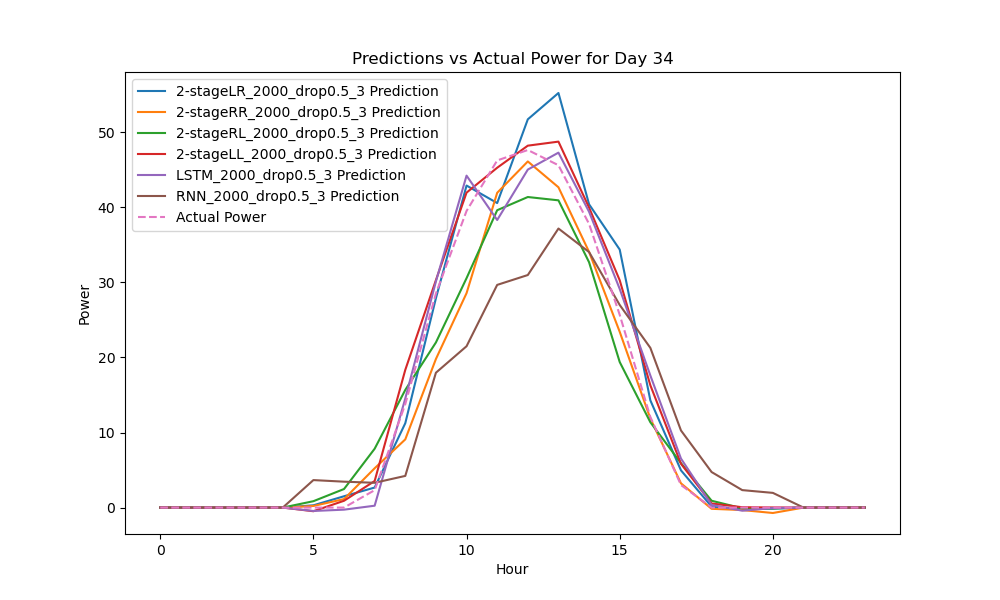 Predictions vs Actual Power for Day 34
2-stageLR_2000_drop0.5_3 Prediction
2-stageRR_2000_drop0.5_3 Prediction
2-stageRL_2000_drop0.5_3 Prediction
2-stageLL_2000_drop0.5_3 Prediction
LSTM_2000_drop0.5_3 Prediction
RNN_2000_drop0.5_3 Prediction
Actual Power
Power
50
40
30
20
10
0
0 5 10 15 20
Hour